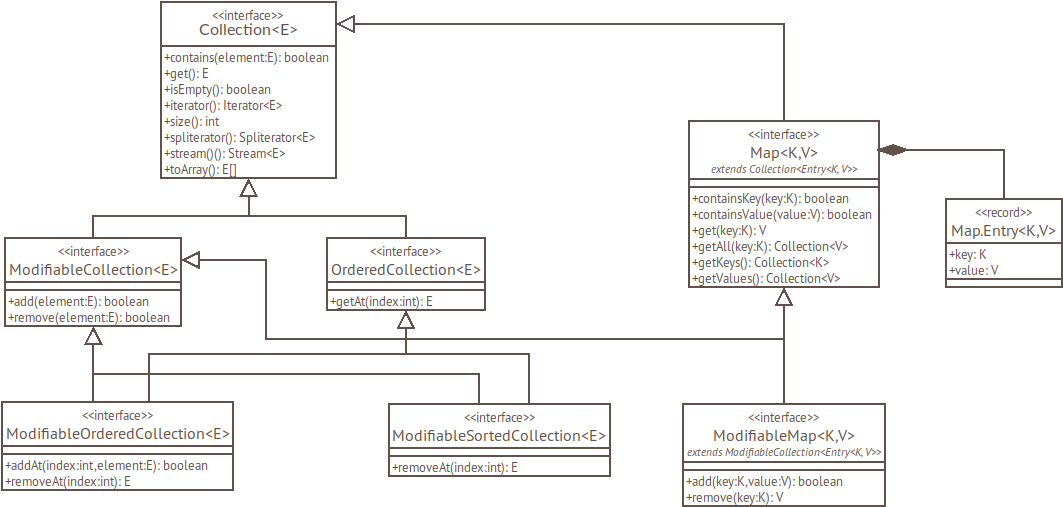 <<interface>>
Collection<E>
+contains(element:E): boolean
+get(): E
+isEmpty(): boolean
+iterator(): Iterator<E>
+size(): int
+spliterator(): Spliterator<E>
+stream()(): Stream<E>
+toArray(): E[]
<<interface>>
Map<K,V>
extends Collection<Entry<K,V>>
+containsKey(key:K): boolean
+containsValue(value:V): boolean
+get(key:K): V
+getAll(key:K): Collection<V>
+getKeys(): Collection<K>
+getValues(): Collection<V>
<<record>>
Map.Entry<K,V>
+key: K
+value: V
<<interface>>
ModifiableCollection<E>
+add(element:E): boolean
+remove(element:E): boolean
<<interface>>
OrderedCollection<E>
+getAt(index:int): E
<<interface>>
ModifiableOrderedCollection<E>
+addAt(index:int,element:E): boolean
+removeAt(index:int): E
<<interface>>
ModifiableSortedCollection<E>
+removeAt(index:int): E
<<interface>>
ModifiableMap<K,V>
extends ModifiableCollection<Entry<K,V>>
+add(key:K,value:V): boolean
+remove(key:K): V